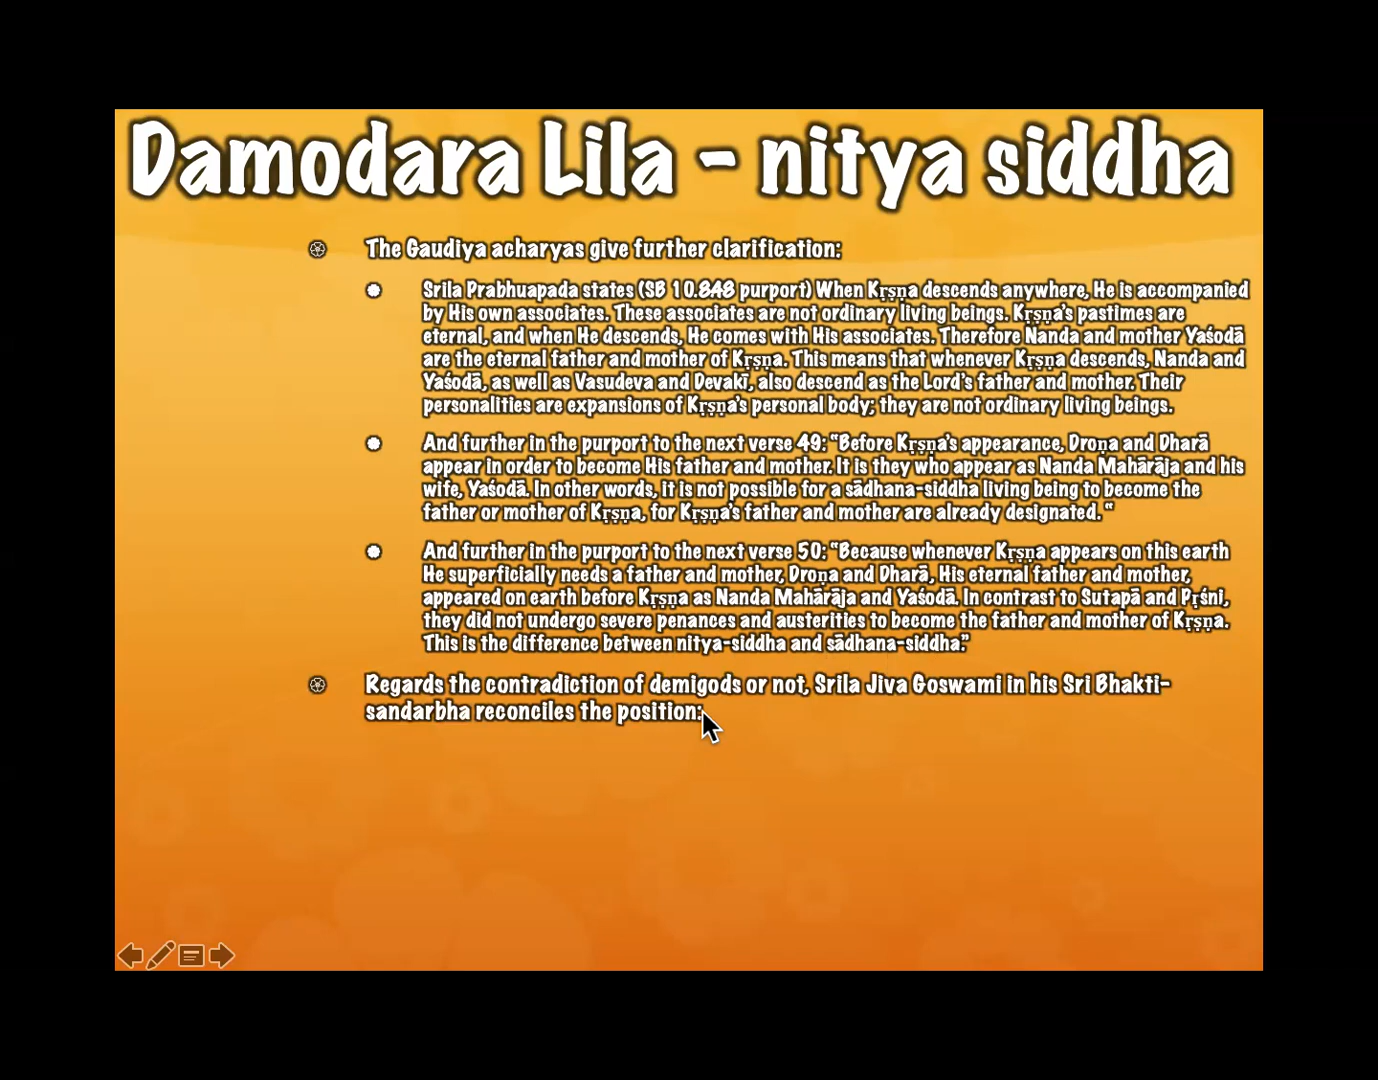 Damodara Lila - nitya siddha
The Gaudiya acharyas give further clarification:
Srila Prabhuapada states (SB 10.848 purport) When Kṛṣṇa descends anywhere, He is accompanied
by His own associates. These associates are not ordinary living beings. Kṛṣṇa's pastimes are
eternal, and when He descends, He comes with His associates. Therefore Nanda and mother Yaśodā
are the eternal father and mother of Kṛṣṇa. This means that whenever Kṛṣṇa descends, Nanda and
Yaśodā, as well as Vasudeva and Devakī, also descend as the Lord's father and mother. Their
personalities are expansions of Kṛṣṇa's personal body; they are not ordinary living beings.
And further in the purport to the next verse 49: "Before Kṛṣṇa's appearance, Droṇa and Dharā
appear in order to become His father and mother. It is they who appear as Nanda Mahārāja and his
wife, Yaśodā. In other words, it is not possible for a sādhana-siddha living being to become the
father or mother of Kṛṣṇa, for Kṛṣṇa's father and mother are already designated. "
And further in the purport to the next verse 50: "Because whenever Kṛṣṇa appears on this earth
He superficially needs a father and mother, Droṇa and Dharā, His eternal father and mother,
appeared on earth before Kṛṣṇa as Nanda Mahārāja and Yaśodā. In contrast to Sutapā and Pṛśni,
they did not undergo severe penances and austerities to become the father and mother of Kṛṣṇa.
This is the difference between nitya-siddha and sādhana-siddha."
Regards the contradiction of demigods or not, Srila Jiva Goswami in his Sri Bhakti-
sandarbha reconciles the position: